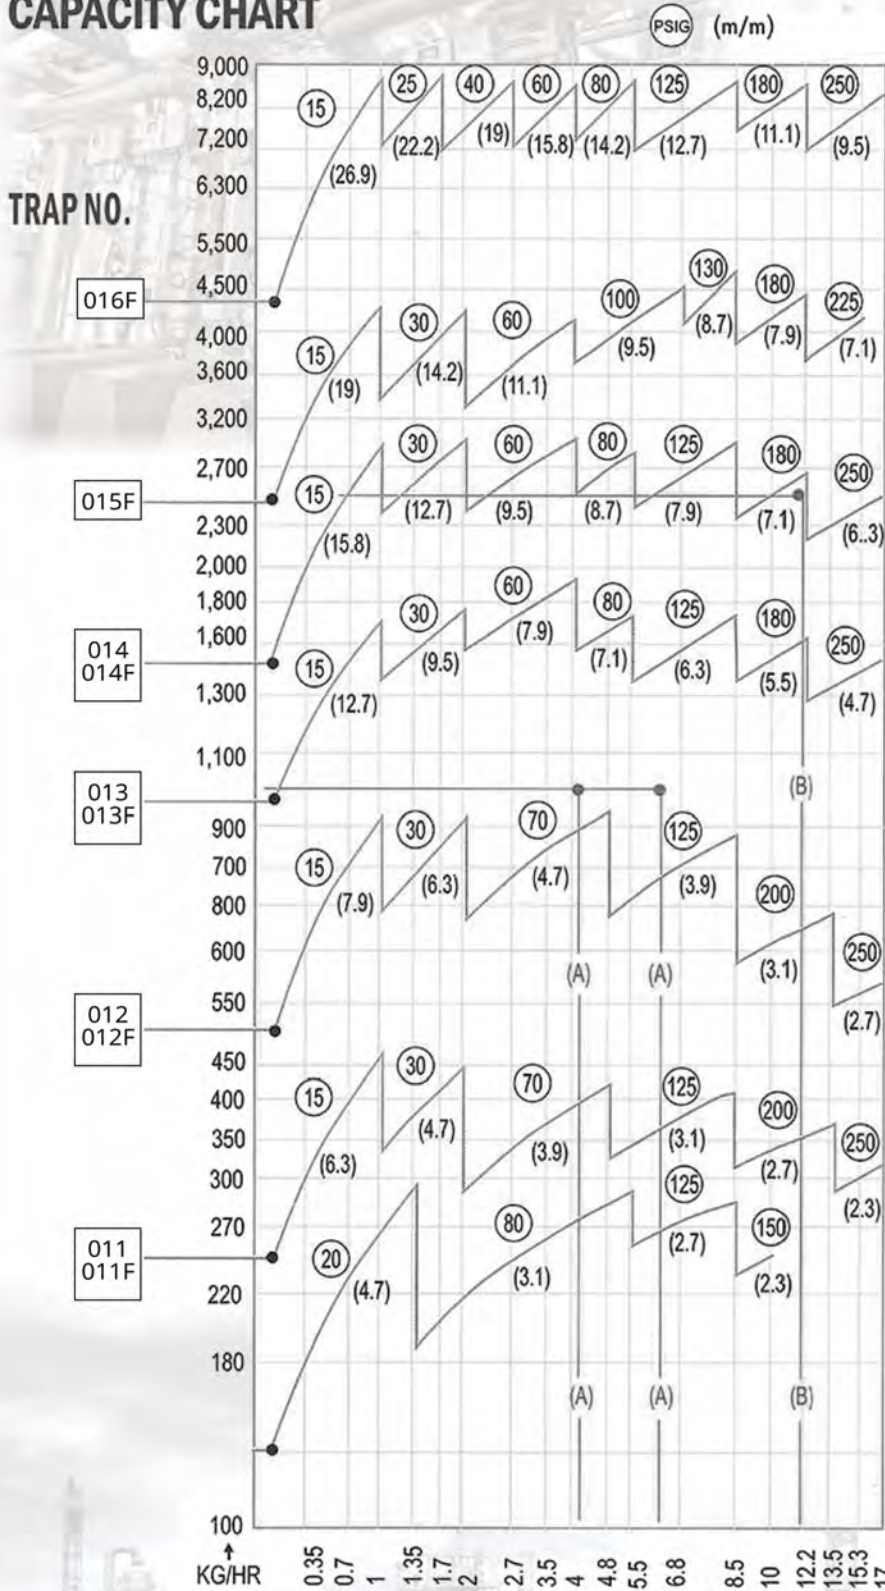 CAPACITY CHART
PSIG (m/m)
9,000
15 25 40 60 60 80 125 180 250
8,200
7,200
(26.9) (22.2) (19) (15.8) (14.2) (12.7) (11.1) (9.5)
6,300
TRAP NO.
5,500
016F
4,500
15 30 60 100 130 180 225
4,000
(19) (14.2) (11.1) (9.5) (8.7) (7.9) (7.1)
3,600
3,200
15 30 60 80 125 180 250
2,700
015F
(15.8) (12.7) (9.5) (8.7) (7.9) (7.1) (6..3)
2,300
2,000
1,800
15 30 60 80 125 180 250
1,600
014
014F
(12.7) (9.5) (7.9) (7.1) (6.3) (5.5) (4.7)
1,300
1,100
(B)
013
013F
900
15 30 70 125 200 250
700
(7.9) (6.3) (4.7) (3.9) (3.1) (2.7)
800
600
(A) (A)
550
012
012F
450
15 30 70 125 200 250
400
350
(6.3) (4.7) (3.9) (3.1) (2.7) (2.3)
300
270
011
011F
20 80 125 150
(4.7) (3.1) (2.7) (2.3)
220
180
(A) (A) (B)
100
KG/HR
0.35 0.7 1 1.35 1.7 2 2.7 3.5 4 4.8 5.5 6.8 8.5 10 12.2 13.5 15.3 17